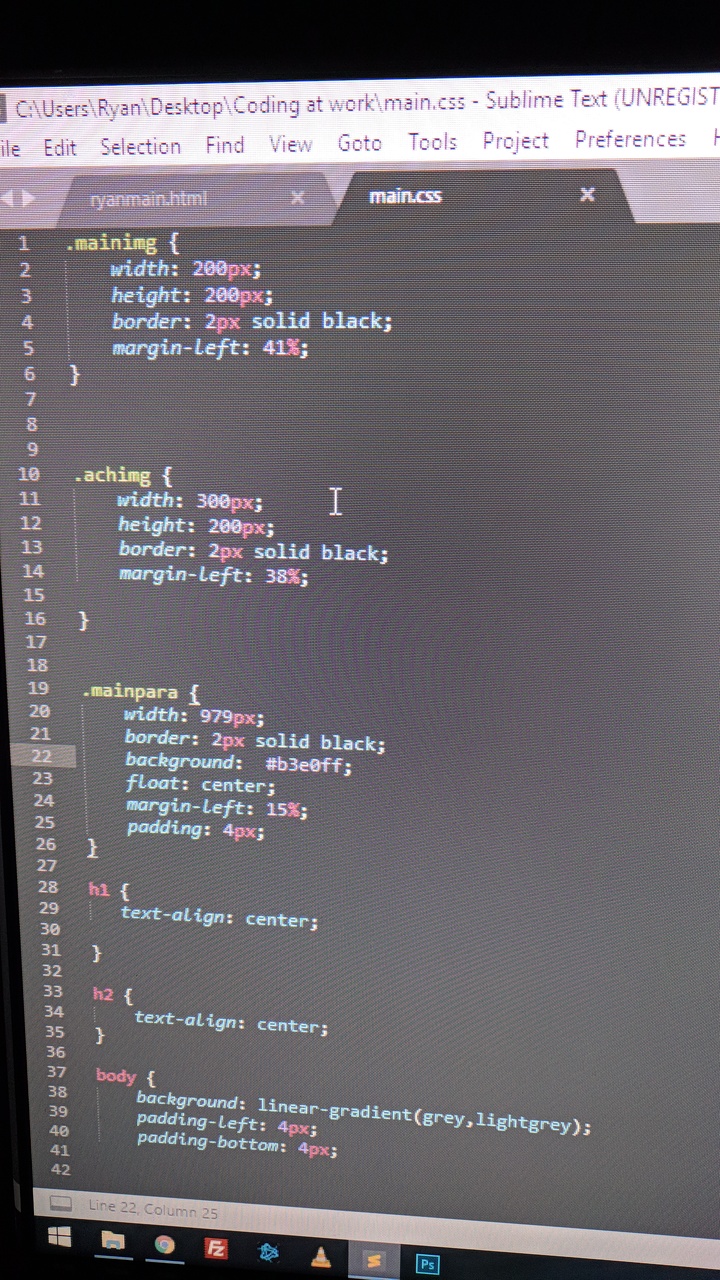 C:\Users\Ryan\Desktop\Coding at work\main.css - Sublime Text (UNREGIST
ile Edit Selection Find View Goto Tools Project Preferences H
ryanmain.html × main.css ×
1 .mainimg {
2 width: 200px;
3 height: 200px;
4 border: 2px solid black;
5 margin-left: 41%;
6 }
7
8
9
10 .achimg {
11 width: 300px;
12 height: 200px;
13 border: 2px solid black;
14 margin-left: 38%;
15
16 }
17
18
19 .mainpara {
20 width: 979px;
21 border: 2px solid black;
22 background: #b3e0ff;
23 float: center;
24 margin-left: 15%;
25 padding: 4px;
26 }
27
28 h1 {
29 text-align: center;
30
31 }
32
33 h2 {
34 text-align: center;
35 }
36
37 body {
38 background: linear-gradient(grey,lightgrey);
39 padding-left: 4px;
40 padding-bottom: 4px;
41
42
Line 22, Column 25
Fz S Ps